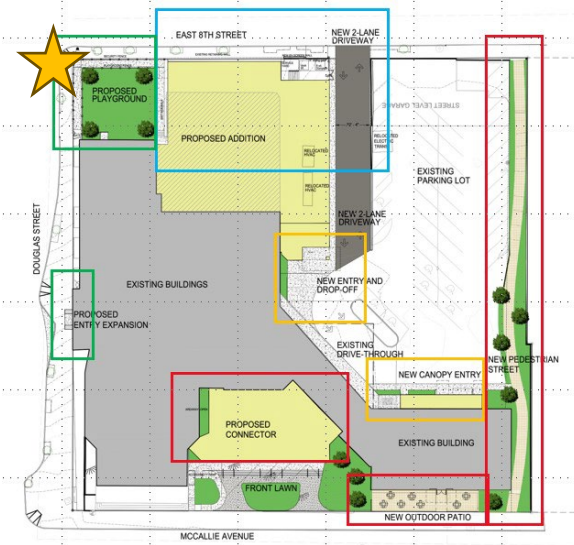 EAST 8TH STREET
NEW 2-LANE
DRIVEWAY
PROPOSED
PLAYGROUND
PROPOSED ADDITION
STREET LEVEL GARAGE
RELOCATED
HVAC
RELOCATED
ELECTRIC
RELOCATED
HVAC
EXISTING
PARKING LOT
NEW 2-LANE
DRIVEWAY
DOUGLAS STREET
EXISTING BUILDINGS
NEW ENTRY AND
DROP-OFF
PROPOSED
ENTRY EXPANSION
EXISTING
DRIVE-THROUGH
NEW CANOPY ENTRY
NEW PEDESTRIAN
STREET
PROPOSED
CONNECTOR
EXISTING BUILDING
FRONT LAWN
NEW OUTDOOR PATIO
MCCALLIE AVENUE